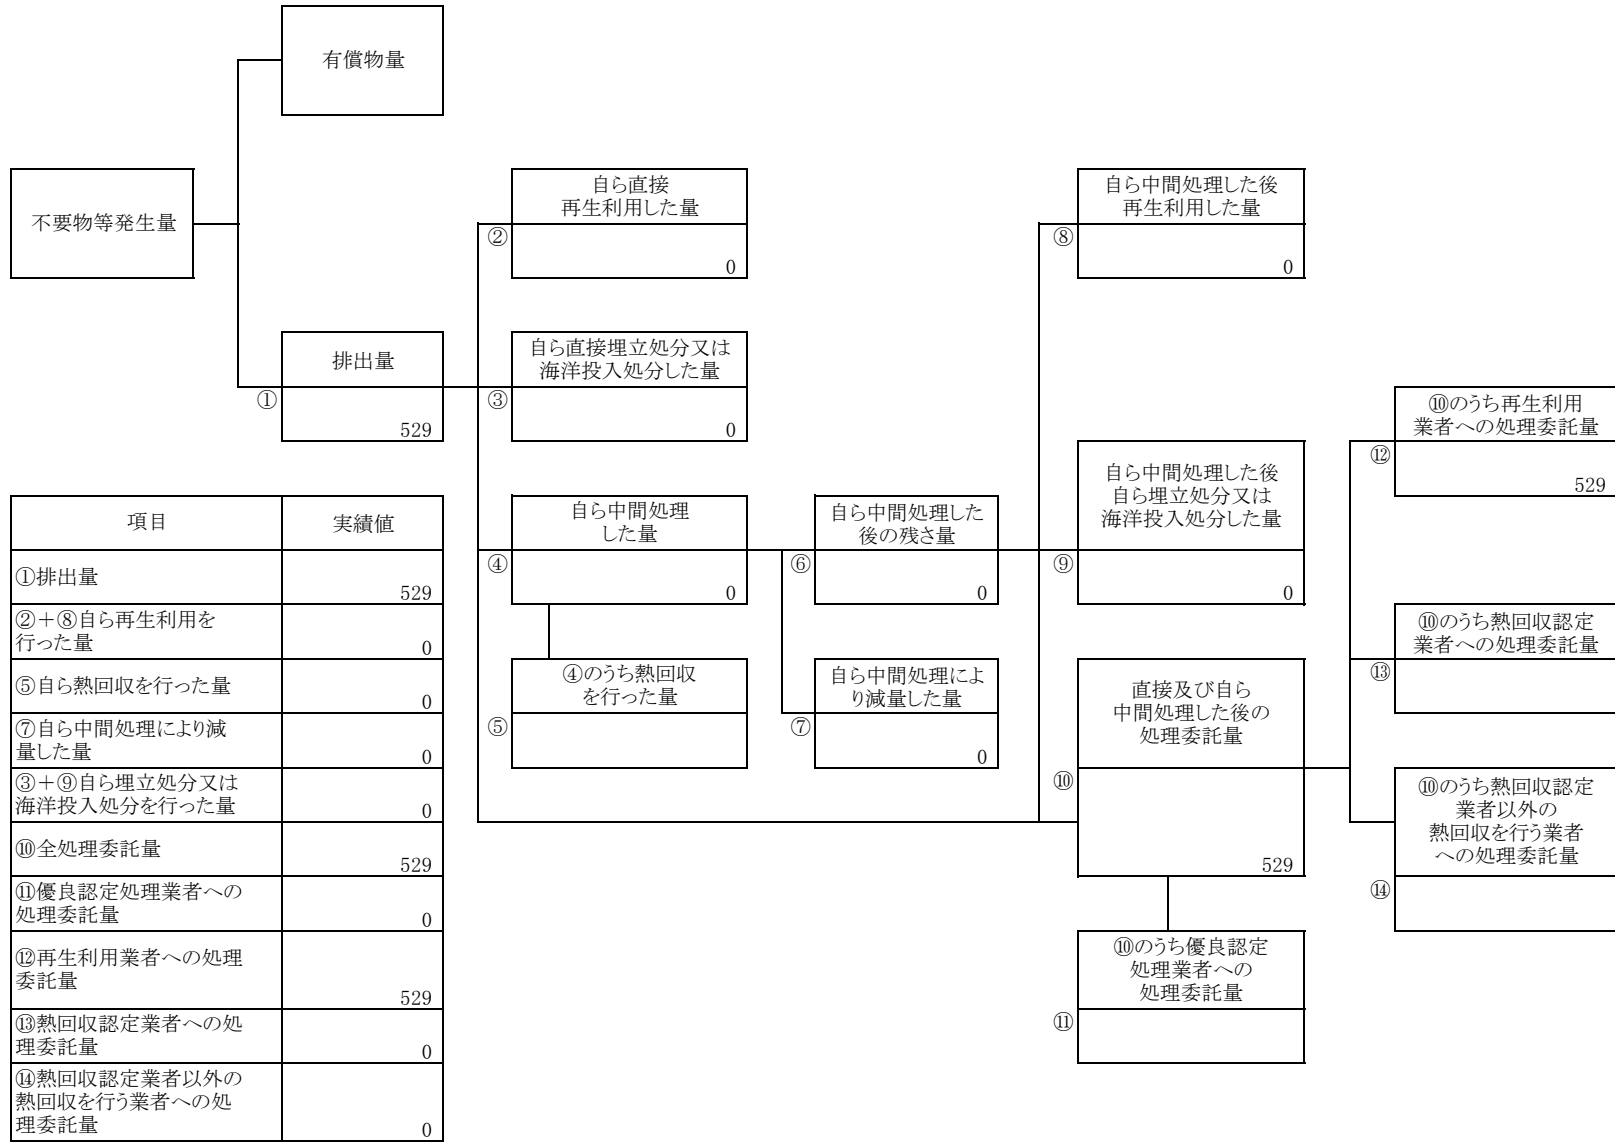 有償物量
不要物等発生量
自ら直接
再生利用した量
②
0
自ら中間処理した後
再生利用した量
⑧
0
排出量
①
529
自ら直接埋立処分又は
海洋投入処分した量
③
0
⑩のうち再生利用
業者への処理委託量
⑫
529
自ら中間処理
した量
④
0
自ら中間処理した
後の残さ量
⑥
0
自ら中間処理した後
自ら埋立処分又は
海洋投入処分した量
⑨
0
⑩のうち熱回収認定
業者への処理委託量
⑬
④のうち熱回収
を行った量
⑤
自ら中間処理によ
り減量した量
⑦
0
直接及び自ら
中間処理した後の
処理委託量
⑩
529
⑩のうち熱回収認定
業者以外の
熱回収を行う業者
への処理委託量
⑭
⑩のうち優良認定
処理業者への
処理委託量
⑪
項目 実績値
①排出量
529
②+⑧自ら再生利用を
行った量
0
⑤自ら熱回収を行った量
0
⑦自ら中間処理により減
量した量
0
③+⑨自ら埋立処分又は
海洋投入処分を行った量
0
⑩全処理委託量
529
⑪優良認定処理業者への
処理委託量
0
⑫再生利用業者への処理
委託量
529
⑬熱回収認定業者への処
理委託量
0
⑭熱回収認定業者以外の
熱回収を行う業者への処
理委託量
0